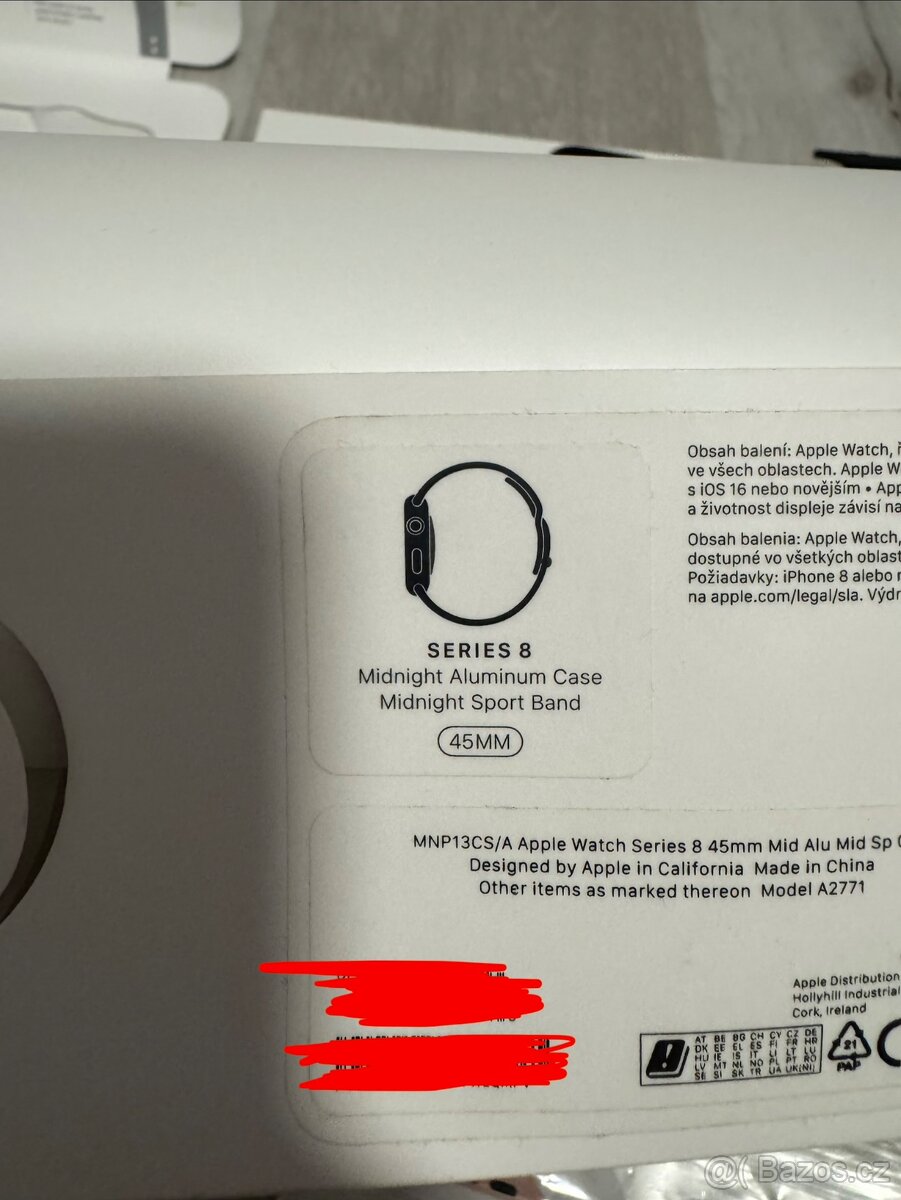 Obsah balení: Apple Watch,
ve všech oblastech. Apple W
s iOS 16 nebo novějším • App
a životnost displeje závisí na
Obsah balenia: Apple Watch,
dostupné vo všetkých oblast
Požiadavky: iPhone 8 alebo
na apple.com/legal/sla. Výdr
SERIES 8
Midnight Aluminum Case
Midnight Sport Band
45MM
MNP13CS/A Apple Watch Series 8 45mm Mid Alu Mid Sp
Designed by Apple in California Made in China
Other items as marked thereon Model A2771
Apple Distribution
Hollyhill Industrial
Cork, Ireland
AT BE BG CH CY CZ DE
DK EE EL ES FI FR HR
HU IE IS IT LI LT LU
LV MT NL NO PL PT RO
SE SI SK TR UA UK(NI)
21
PAP
@( Bazos.cz